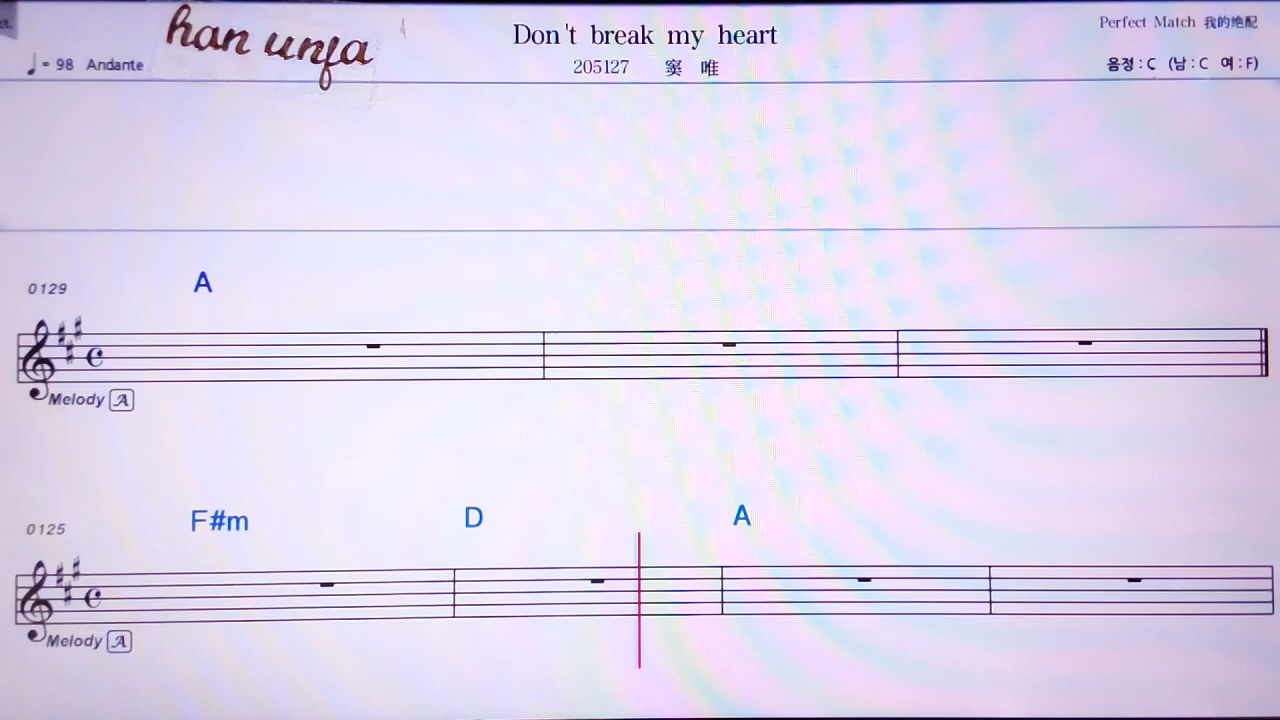 han unfa
Don't break my heart
Perfect Match 我的绝配
♩ = 98 Andante
205127 窦 唯
음정 : C (남 : C 여 : F)
0129
A
Melody A
0125
F#m D A
Melody A